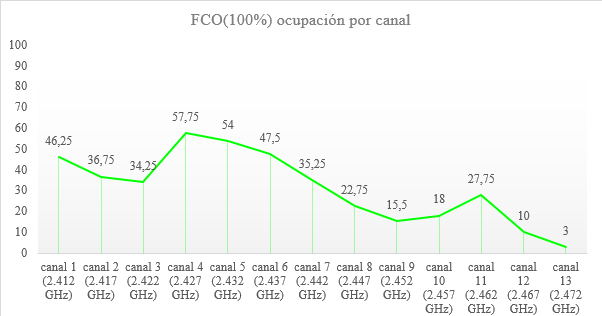 FCO(100%) ocupación por canal
100
90
80
70
60
50
40
30
20
10
0
46,25
36,75
34,25
57,75
54
47,5
35,25
22,75
15,5
18
27,75
10
3
canal 1
(2.412
GHz)
canal 2
(2.417
GHz)
canal 3
(2.422
GHz)
canal 4
(2.427
GHz)
canal 5
(2.432
GHz)
canal 6
(2.437
GHz)
canal 7
(2.442
GHz)
canal 8
(2.447
GHz)
canal 9
(2.452
GHz)
canal
10
(2.457
GHz)
canal
11
(2.462
GHz)
canal
12
(2.467
GHz)
canal
13
(2.472
GHz)